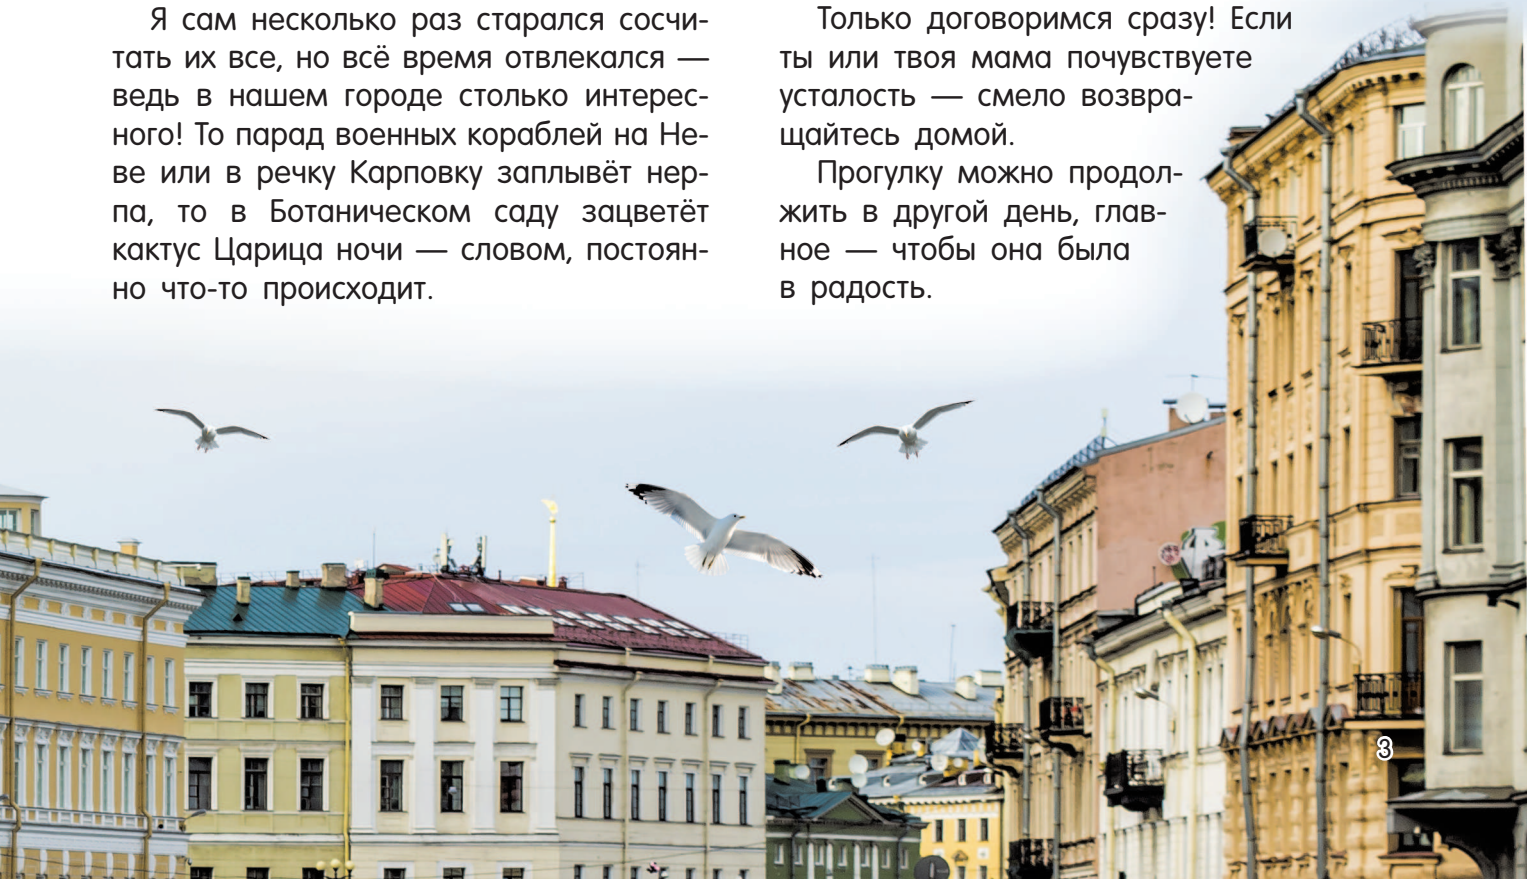 Я сам несколько раз старался сосчи-
тать их все, но всё время отвлекался —
ведь в нашем городе столько интерес-
ного! То парад военных кораблей на Не-
ве или в речку Карповку заплывёт нер-
па, то в Ботаническом саду зацветёт
кактус Царица ночи — словом, постоян-
но что-то происходит.
Только договоримся сразу! Если
ты или твоя мама почувствуете
усталость — смело возвра-
щайтесь домой.
Прогулку можно продол-
жить в другой день, глав-
ное — чтобы она была
в радость.
3